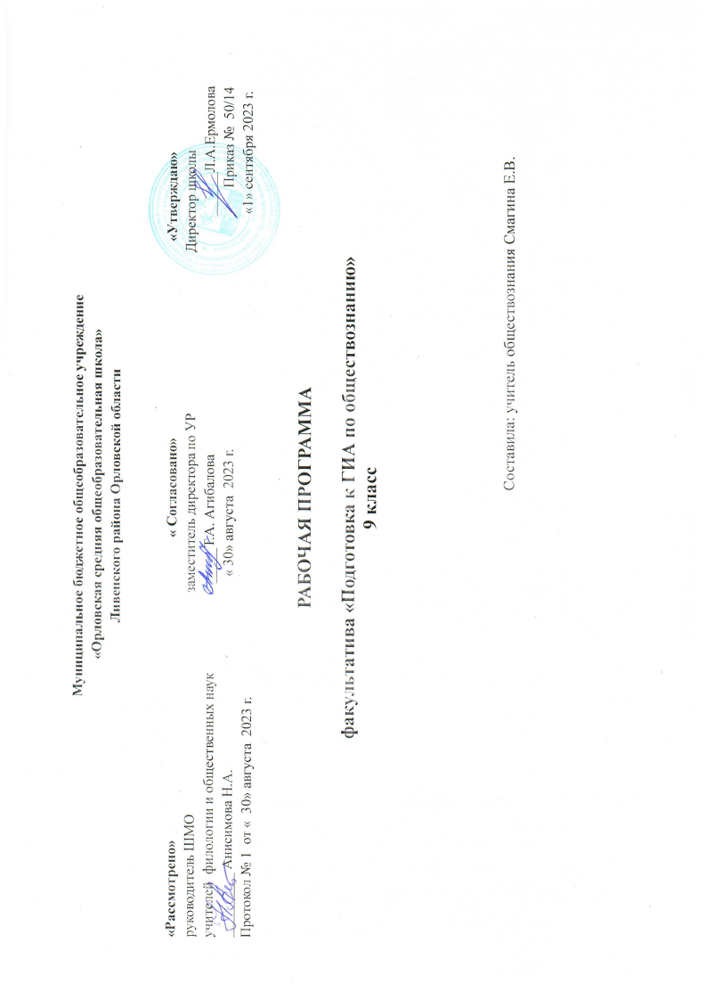 Муниципальное бюджетное общеобразовательное учреждение
«Орловская средняя общеобразовательная школа»
Ливенского района Орловской области
«Рассмотрено»
руководитель ШМО
учителей филологии и общественных наук
Анисимова Н.А.
Протокол № 1 от « 30» августа 2023 г.
« Согласовано»
заместитель директора по УР
Г.А. Агибалова
« 30» августа 2023 г.
«Утверждаю»
Директор школы
Л.А.Ермолова
Приказ № 50/14
«1» сентября 2023 г.
РАБОЧАЯ ПРОГРАММА
факультатива «Подготовка к ГИА по обществознанию»
9 класс
Составила: учитель обществознания Смагина Е.В.